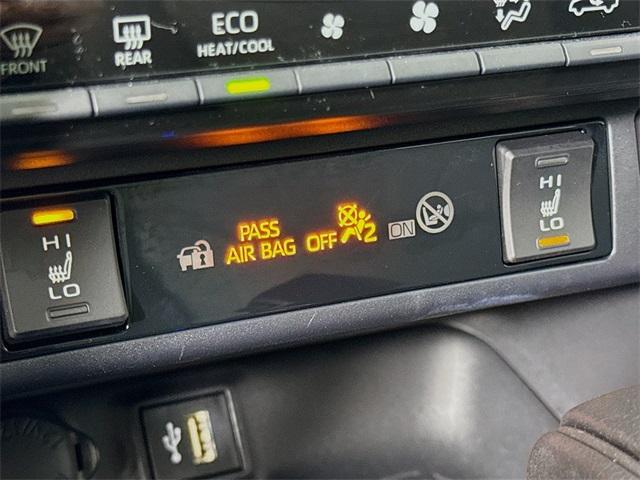 FRONT
REAR
ECO
HEAT/COOL
HI
LO
PASS
AIR BAG OFF 2
ON
HI
LO